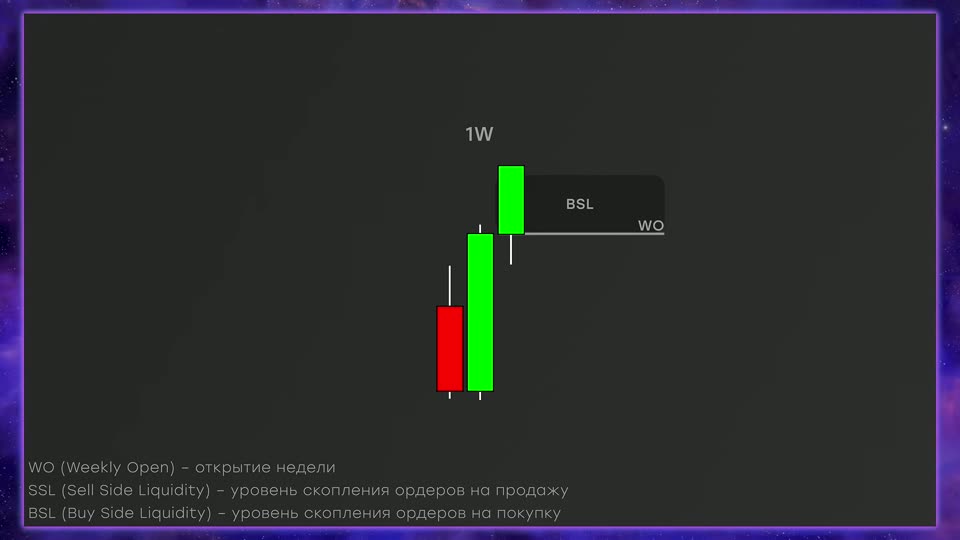 1W
BSL
WO
WO (Weekly Open) – открытие недели
SSL (Sell Side Liquidity) – уровень скопления ордеров на продажу
BSL (Buy Side Liquidity) – уровень скопления ордеров на покупку